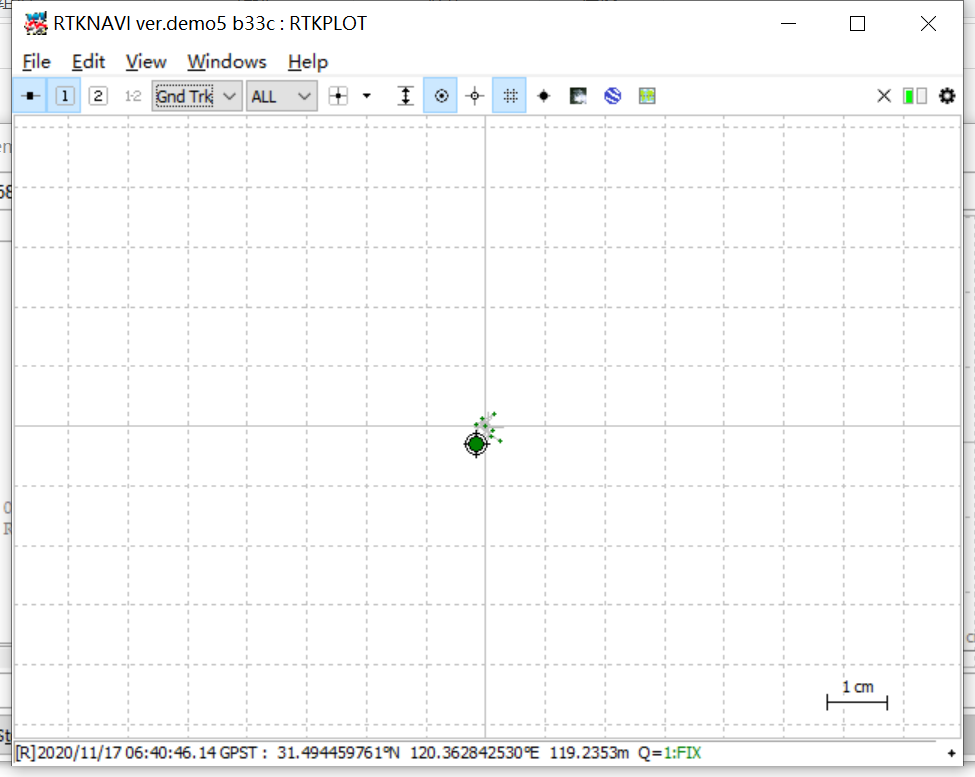 RTKNAVI ver.demo5 b33c : RTKPLOT
File Edit View Windows Help
1 2 1-2 Gnd Trk ALL
1 cm
[R]2020/11/17 06:40:46.14 GPST : 31.494459761°N 120.362842530°E 119.2353m Q=1:FIX